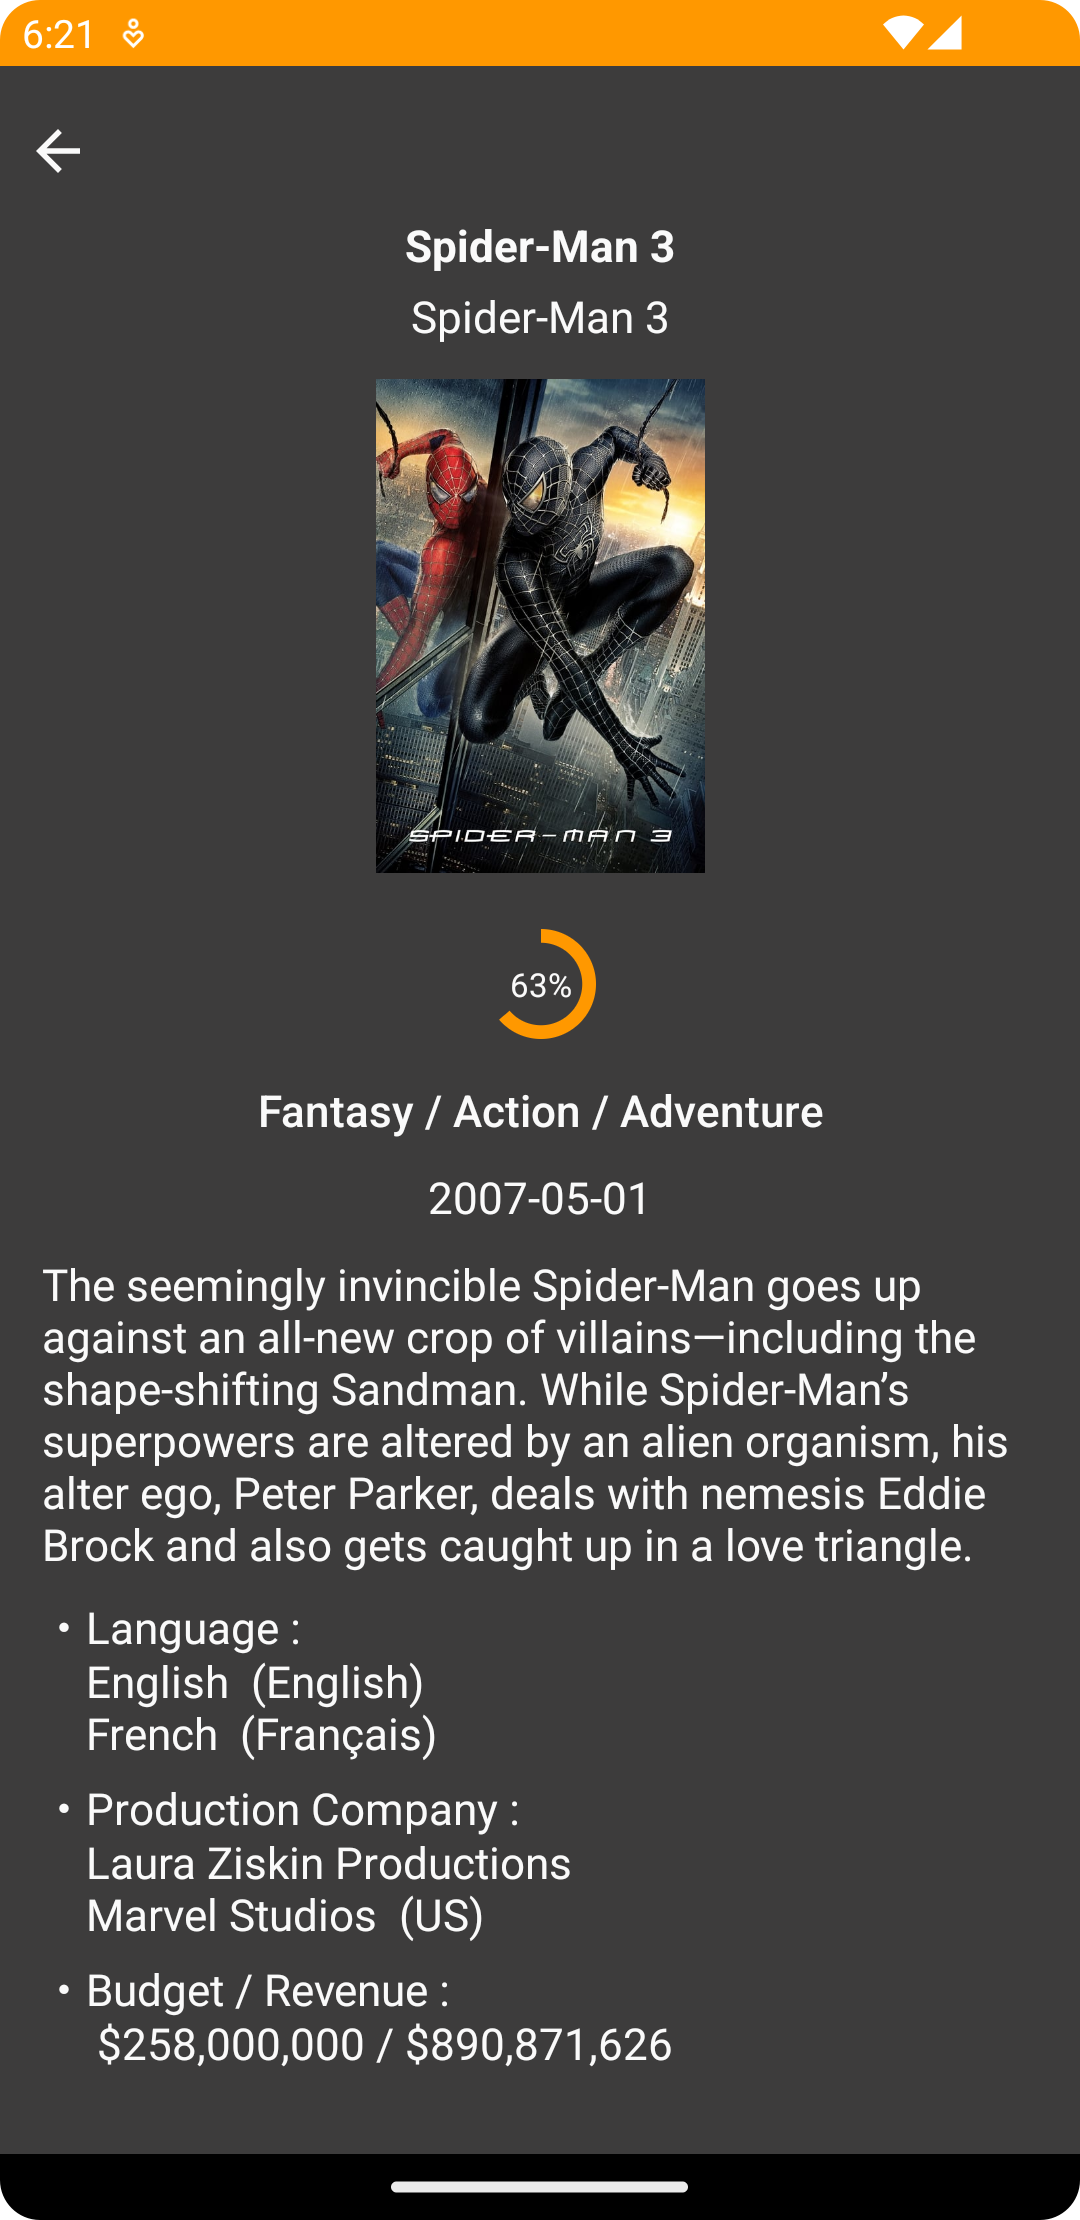 6:21
Spider-Man 3
Spider-Man 3
SPIDER-MAN 3
63%
Fantasy / Action / Adventure
2007-05-01
The seemingly invincible Spider-Man goes up
against an all-new crop of villains—including the
shape-shifting Sandman. While Spider-Man’s
superpowers are altered by an alien organism, his
alter ego, Peter Parker, deals with nemesis Eddie
Brock and also gets caught up in a love triangle.
• Language :
English  (English)
French  (Français)
• Production Company :
Laura Ziskin Productions
Marvel Studios  (US)
• Budget / Revenue :
$258,000,000 / $890,871,626